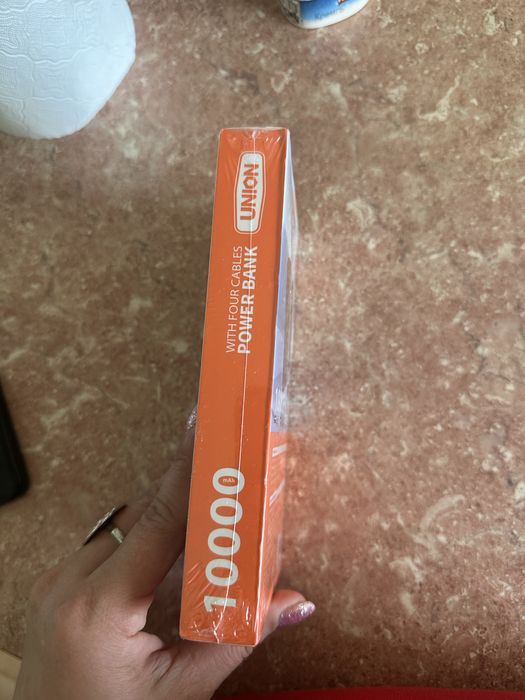 UNION
WITH FOUR CABLES
POWER BANK
10000
mAh